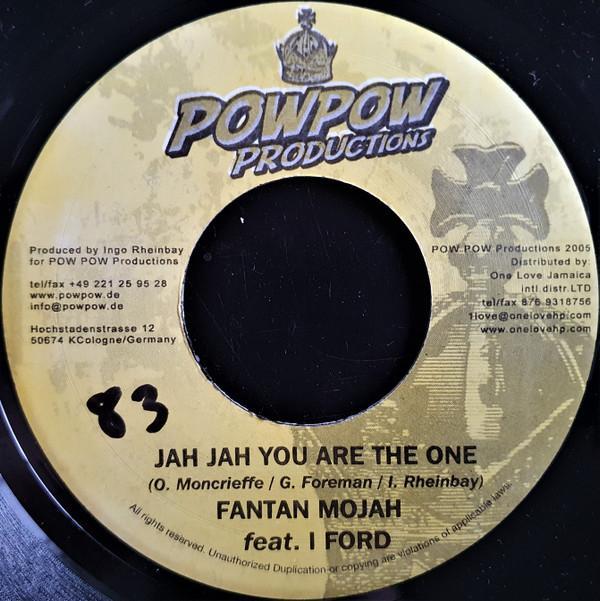 POWPOW
PRODUCTIONS
Produced by Ingo Rheinbay
for POW POW Productions
tel/fax +49 221 25 95 28
www.powpow.de
info@powpow.de
Hochstadenstrasse 12
50674 KCologne/Germany
POW POW Productions 2005
Distributed by:
One Love Jamaica
intl.distr.LTD
tel/fax 876 9318756
1love@onelovehp.com
www.onelovehp.com
83
JAH JAH YOU ARE THE ONE
(O. Moncrieffe / G. Foreman / I. Rheinbay)
FANTAN MOJAH
feat. I FORD
All rights reserved. Unauthorized Duplication or copying are violations of applicable laws.